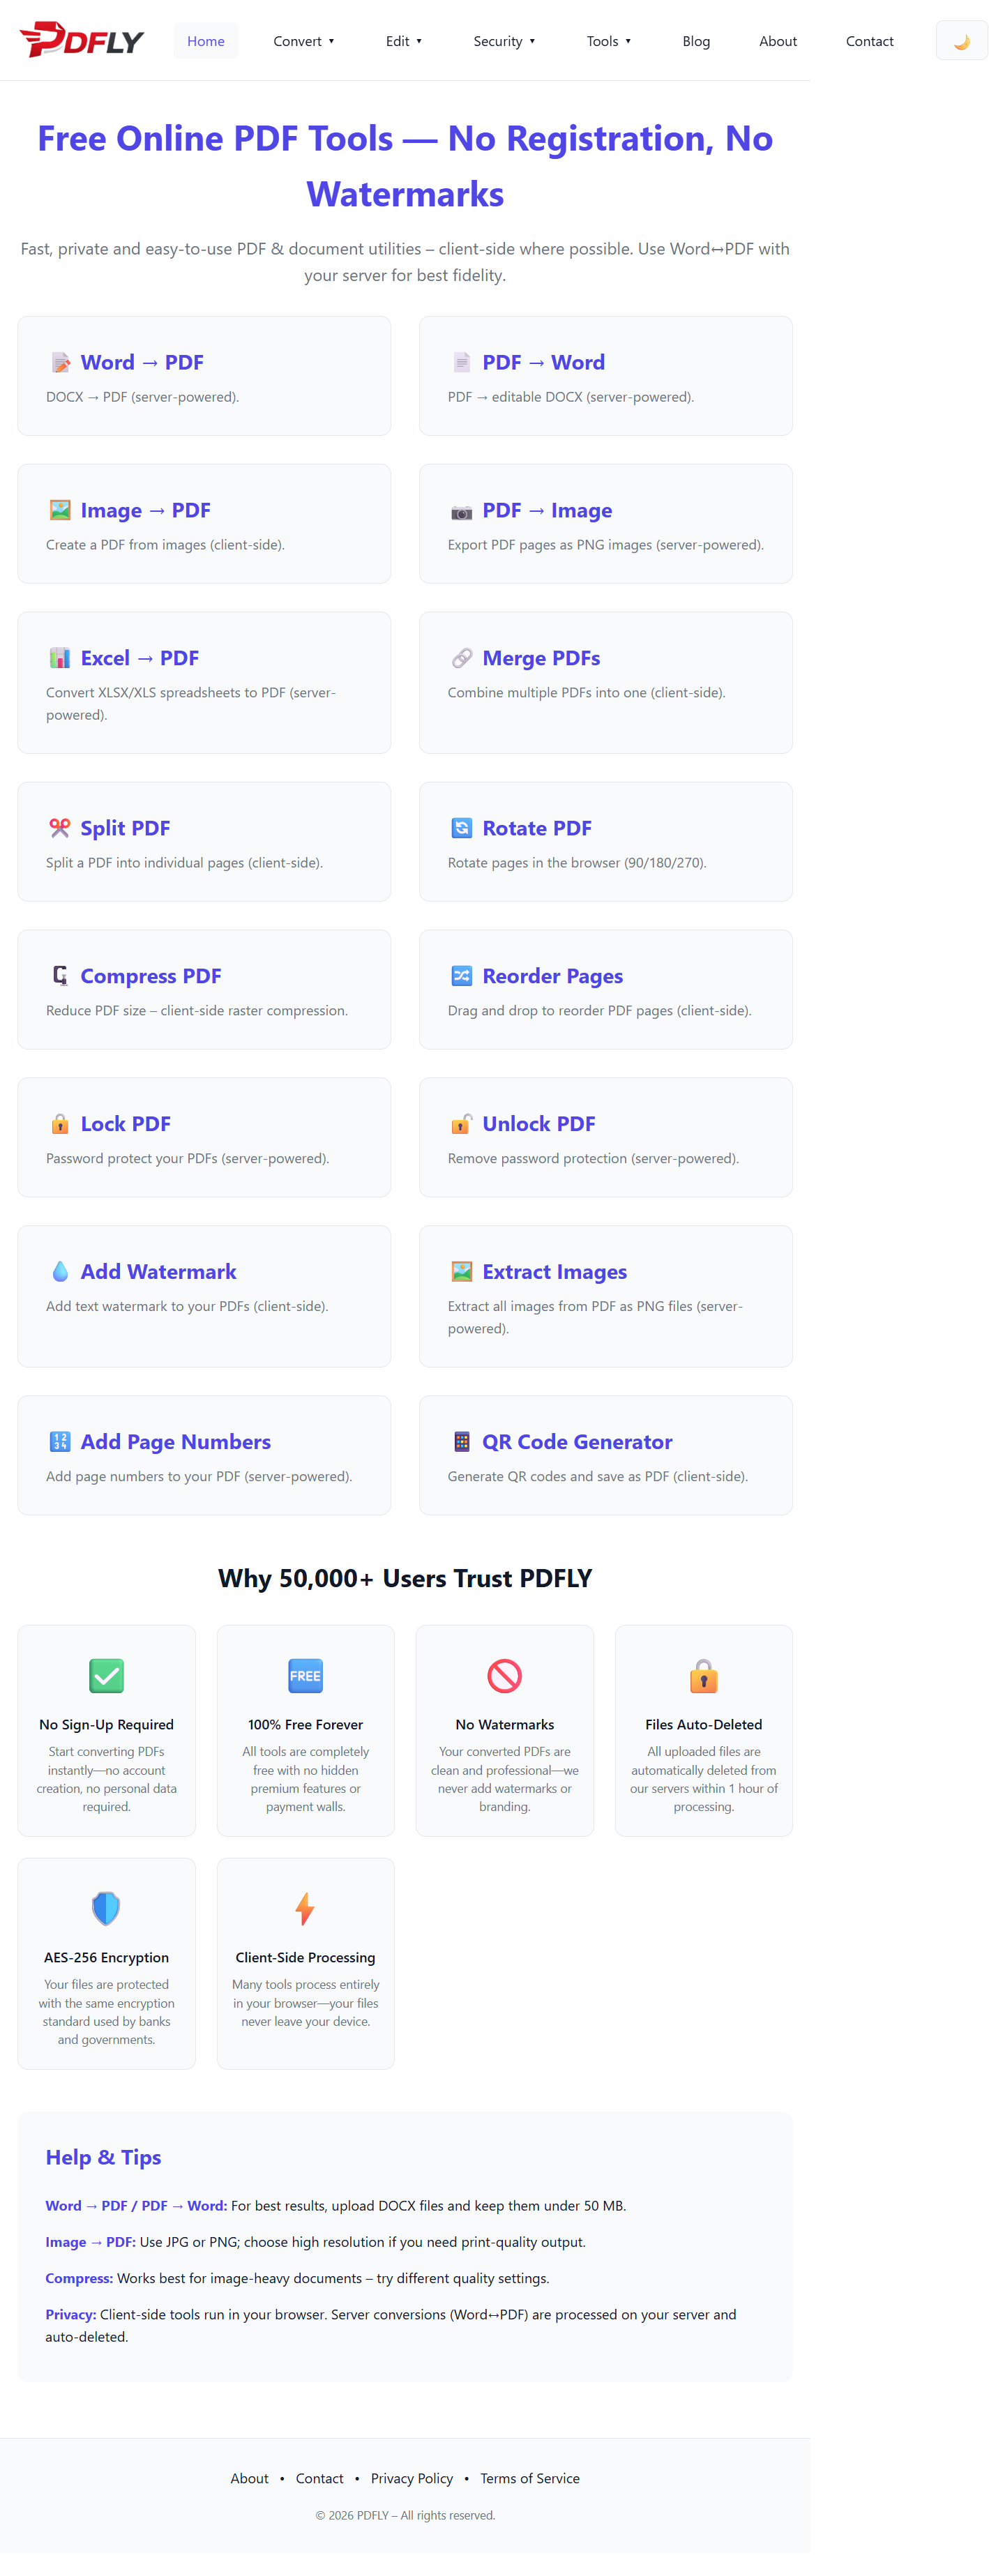 PDFLY
Home
Convert ▼
Edit ▼
Security ▼
Tools ▼
Blog
About
Contact
Free Online PDF Tools — No Registration, No
Watermarks
Fast, private and easy-to-use PDF & document utilities – client-side where possible. Use Word↔PDF with
your server for best fidelity.
Word → PDF
DOCX → PDF (server-powered).
PDF → Word
PDF → editable DOCX (server-powered).
Image → PDF
Create a PDF from images (client-side).
PDF → Image
Export PDF pages as PNG images (server-powered).
Excel → PDF
Convert XLSX/XLS spreadsheets to PDF (server-
powered).
Merge PDFs
Combine multiple PDFs into one (client-side).
Split PDF
Split a PDF into individual pages (client-side).
Rotate PDF
Rotate pages in the browser (90/180/270).
Compress PDF
Reduce PDF size – client-side raster compression.
Reorder Pages
Drag and drop to reorder PDF pages (client-side).
Lock PDF
Password protect your PDFs (server-powered).
Unlock PDF
Remove password protection (server-powered).
Add Watermark
Add text watermark to your PDFs (client-side).
Extract Images
Extract all images from PDF as PNG files (server-
powered).
Add Page Numbers
Add page numbers to your PDF (server-powered).
QR Code Generator
Generate QR codes and save as PDF (client-side).
Why 50,000+ Users Trust PDFLY
No Sign-Up Required
Start converting PDFs
instantly—no account
creation, no personal data
required.
FREE
100% Free Forever
All tools are completely
free with no hidden
premium features or
payment walls.
No Watermarks
Your converted PDFs are
clean and professional—we
never add watermarks or
branding.
Files Auto-Deleted
All uploaded files are
automatically deleted from
our servers within 1 hour of
processing.
AES-256 Encryption
Your files are protected
with the same encryption
standard used by banks
and governments.
Client-Side Processing
Many tools process entirely
in your browser—your files
never leave your device.
Help & Tips
Word → PDF / PDF → Word: For best results, upload DOCX files and keep them under 50 MB.
Image → PDF: Use JPG or PNG; choose high resolution if you need print-quality output.
Compress: Works best for image-heavy documents – try different quality settings.
Privacy: Client-side tools run in your browser. Server conversions (Word↔PDF) are processed on your server and
auto-deleted.
About • Contact • Privacy Policy • Terms of Service
© 2026 PDFLY – All rights reserved.